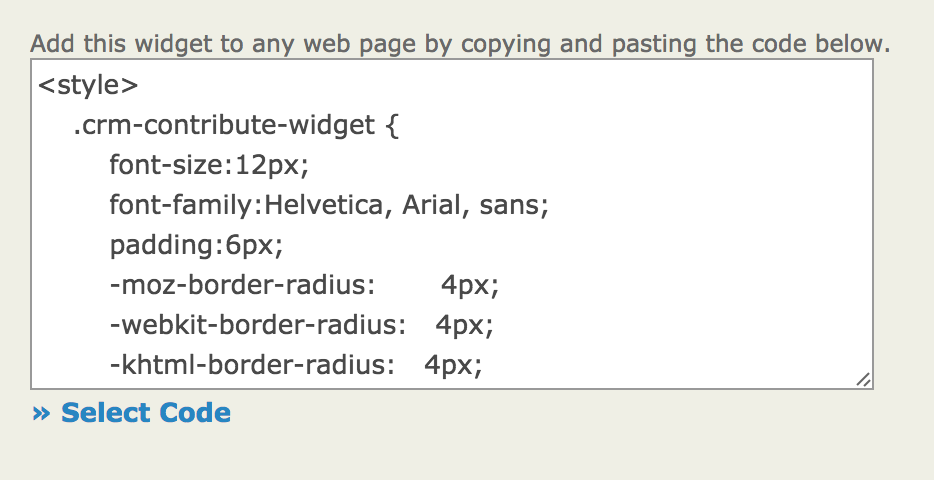 Add this widget to any web page by copying and pasting the code below.
<style>
.crm-contribute-widget {
font-size:12px;
font-family:Helvetica, Arial, sans;
padding:6px;
-moz-border-radius: 4px;
-webkit-border-radius: 4px;
-khtml-border-radius: 4px;
» Select Code